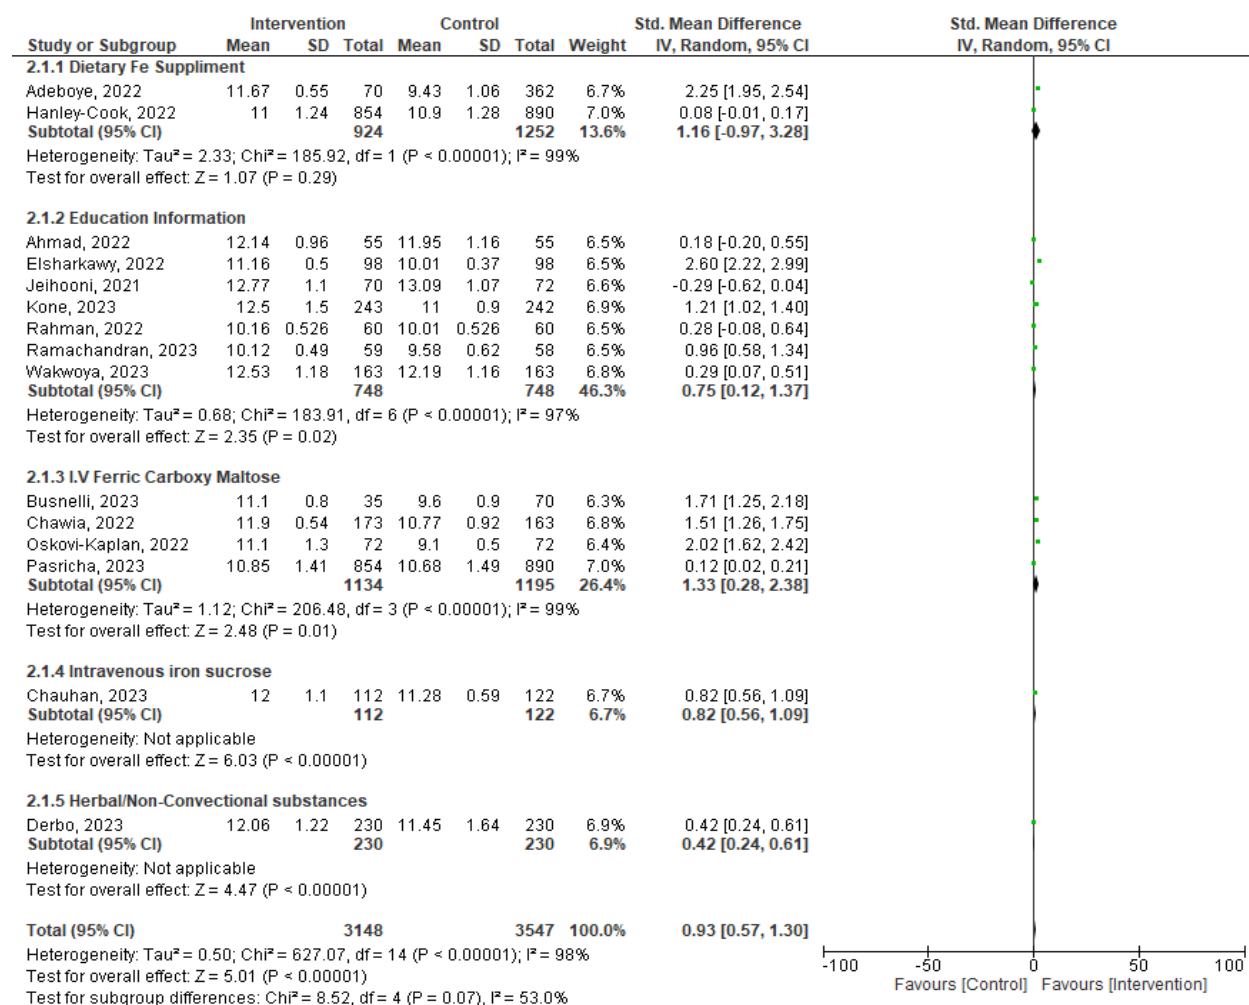 Intervention Control Std. Mean Difference Std. Mean Difference
Study or Subgroup Mean SD Total Mean SD Total Weight IV, Random, 95% CI IV, Random, 95% CI
2.1.1 Dietary Fe Suppliment
Adeboye, 2022 11.67 0.55 70 9.43 1.06 362 6.7% 2.25 [1.95, 2.54]
Hanley-Cook, 2022 11 1.24 854 10.9 1.28 890 7.0% 0.08 [-0.01, 0.17]
Subtotal (95% CI) 924 1252 13.6% 1.16 [-0.97, 3.28]
Heterogeneity: Tau² = 2.33; Chi² = 185.92, df = 1 (P < 0.00001); I² = 99%
Test for overall effect: Z = 1.07 (P = 0.29)
2.1.2 Education Information
Ahmad, 2022 12.14 0.96 55 11.95 1.16 55 6.5% 0.18 [-0.20, 0.55]
Elsharkawy, 2022 11.16 0.5 98 10.01 0.37 98 6.5% 2.60 [2.22, 2.99]
Jeihooni, 2021 12.77 1.1 70 13.09 1.07 72 6.6% -0.29 [-0.62, 0.04]
Kone, 2023 12.5 1.5 243 11 0.9 242 6.9% 1.21 [1.02, 1.40]
Rahman, 2022 10.16 0.526 60 10.01 0.526 60 6.5% 0.28 [-0.08, 0.64]
Ramachandran, 2023 10.12 0.49 59 9.58 0.62 58 6.5% 0.96 [0.58, 1.34]
Wakwoya, 2023 12.53 1.18 163 12.19 1.16 163 6.8% 0.29 [0.07, 0.51]
Subtotal (95% CI) 748 748 46.3% 0.75 [0.12, 1.37]
Heterogeneity: Tau² = 0.68; Chi² = 183.91, df = 6 (P < 0.00001); I² = 97%
Test for overall effect: Z = 2.35 (P = 0.02)
2.1.3 I.V Ferric Carboxy Maltose
Busnelli, 2023 11.1 0.8 35 9.6 0.9 70 6.3% 1.71 [1.25, 2.18]
Chawia, 2022 11.9 0.54 173 10.77 0.92 163 6.8% 1.51 [1.26, 1.75]
Oskovi-Kaplan, 2022 11.1 1.3 72 9.1 0.5 72 6.4% 2.02 [1.62, 2.42]
Pasricha, 2023 10.85 1.41 854 10.68 1.49 890 7.0% 0.12 [0.02, 0.21]
Subtotal (95% CI) 1134 1195 26.4% 1.33 [0.28, 2.38]
Heterogeneity: Tau² = 1.12; Chi² = 206.48, df = 3 (P < 0.00001); I² = 99%
Test for overall effect: Z = 2.48 (P = 0.01)
2.1.4 Intravenous iron sucrose
Chauhan, 2023 12 1.1 112 11.28 0.59 122 6.7% 0.82 [0.56, 1.09]
Subtotal (95% CI) 112 122 6.7% 0.82 [0.56, 1.09]
Heterogeneity: Not applicable
Test for overall effect: Z = 6.03 (P < 0.00001)
2.1.5 Herbal/Non-Convectional substances
Derbo, 2023 12.06 1.22 230 11.45 1.64 230 6.9% 0.42 [0.24, 0.61]
Subtotal (95% CI) 230 230 6.9% 0.42 [0.24, 0.61]
Heterogeneity: Not applicable
Test for overall effect: Z = 4.47 (P < 0.00001)
Total (95% CI) 3148 3547 100.0% 0.93 [0.57, 1.30]
Heterogeneity: Tau² = 0.50; Chi² = 627.07, df = 14 (P < 0.00001); I² = 98%
Test for overall effect: Z = 5.01 (P < 0.00001)
Test for subgroup differences: Chi² = 8.52, df = 4 (P = 0.07), I² = 53.0%
-100 -50 0 50 100
Favours [Control] Favours [Intervention]